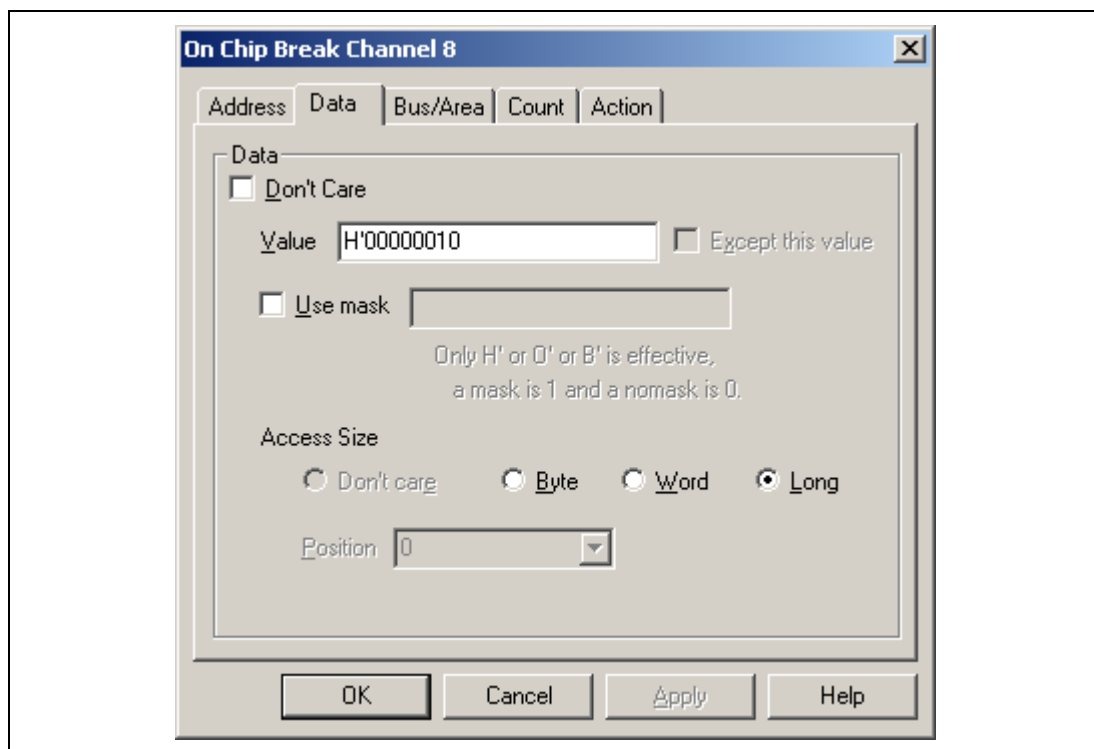 On Chip Break Channel 8
Address Data Bus/Area Count Action
Data
Don't Care
Value H'00000010 Except this value
Use mask
Only H' or O' or B' is effective,
a mask is 1 and a nomask is 0.
Access Size
Don't care Byte Word Long
Position 0
OK Cancel Apply Help